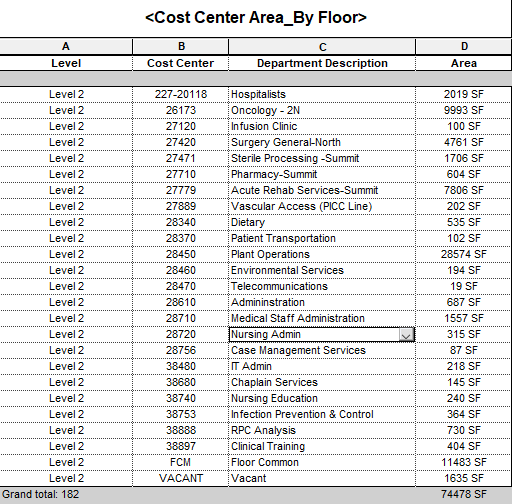 <Cost Center Area_By Floor>
A B C D
Level Cost Center Department Description Area
Level 2 227-20118 Hospitalists 2019 SF
Level 2 26173 Oncology - 2N 9993 SF
Level 2 27120 Infusion Clinic 100 SF
Level 2 27420 Surgery General-North 4761 SF
Level 2 27471 Sterile Processing -Summit 1706 SF
Level 2 27710 Pharmacy-Summit 604 SF
Level 2 27779 Acute Rehab Services-Summit 7806 SF
Level 2 27889 Vascular Access (PICC Line) 202 SF
Level 2 28340 Dietary 535 SF
Level 2 28370 Patient Transportation 102 SF
Level 2 28450 Plant Operations 28574 SF
Level 2 28460 Environmental Services 194 SF
Level 2 28470 Telecommunications 19 SF
Level 2 28610 Admininstration 687 SF
Level 2 28710 Medical Staff Administration 1557 SF
Level 2 28720 Nursing Admin 315 SF
Level 2 28756 Case Management Services 87 SF
Level 2 38480 IT Admin 218 SF
Level 2 38680 Chaplain Services 145 SF
Level 2 38740 Nursing Education 240 SF
Level 2 38753 Infection Prevention & Control 364 SF
Level 2 38888 RPC Analysis 730 SF
Level 2 38897 Clinical Training 404 SF
Level 2 FCM Floor Common 11483 SF
Level 2 VACANT Vacant 1635 SF
Grand total: 182 74478 SF